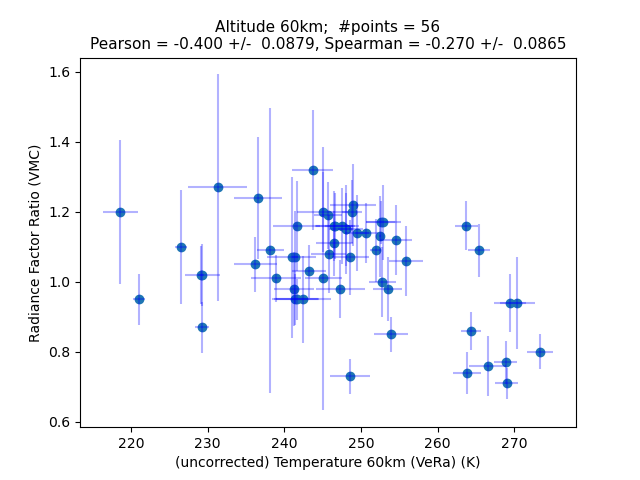 Altitude 60km;  #points = 56
Pearson = -0.400 +/-  0.0879, Spearman = -0.270 +/-  0.0865
1.6
1.4
1.2
1.0
0.8
0.6
Radiance Factor Ratio (VMC)
220 230 240 250 260 270
(uncorrected) Temperature 60km (VeRa) (K)